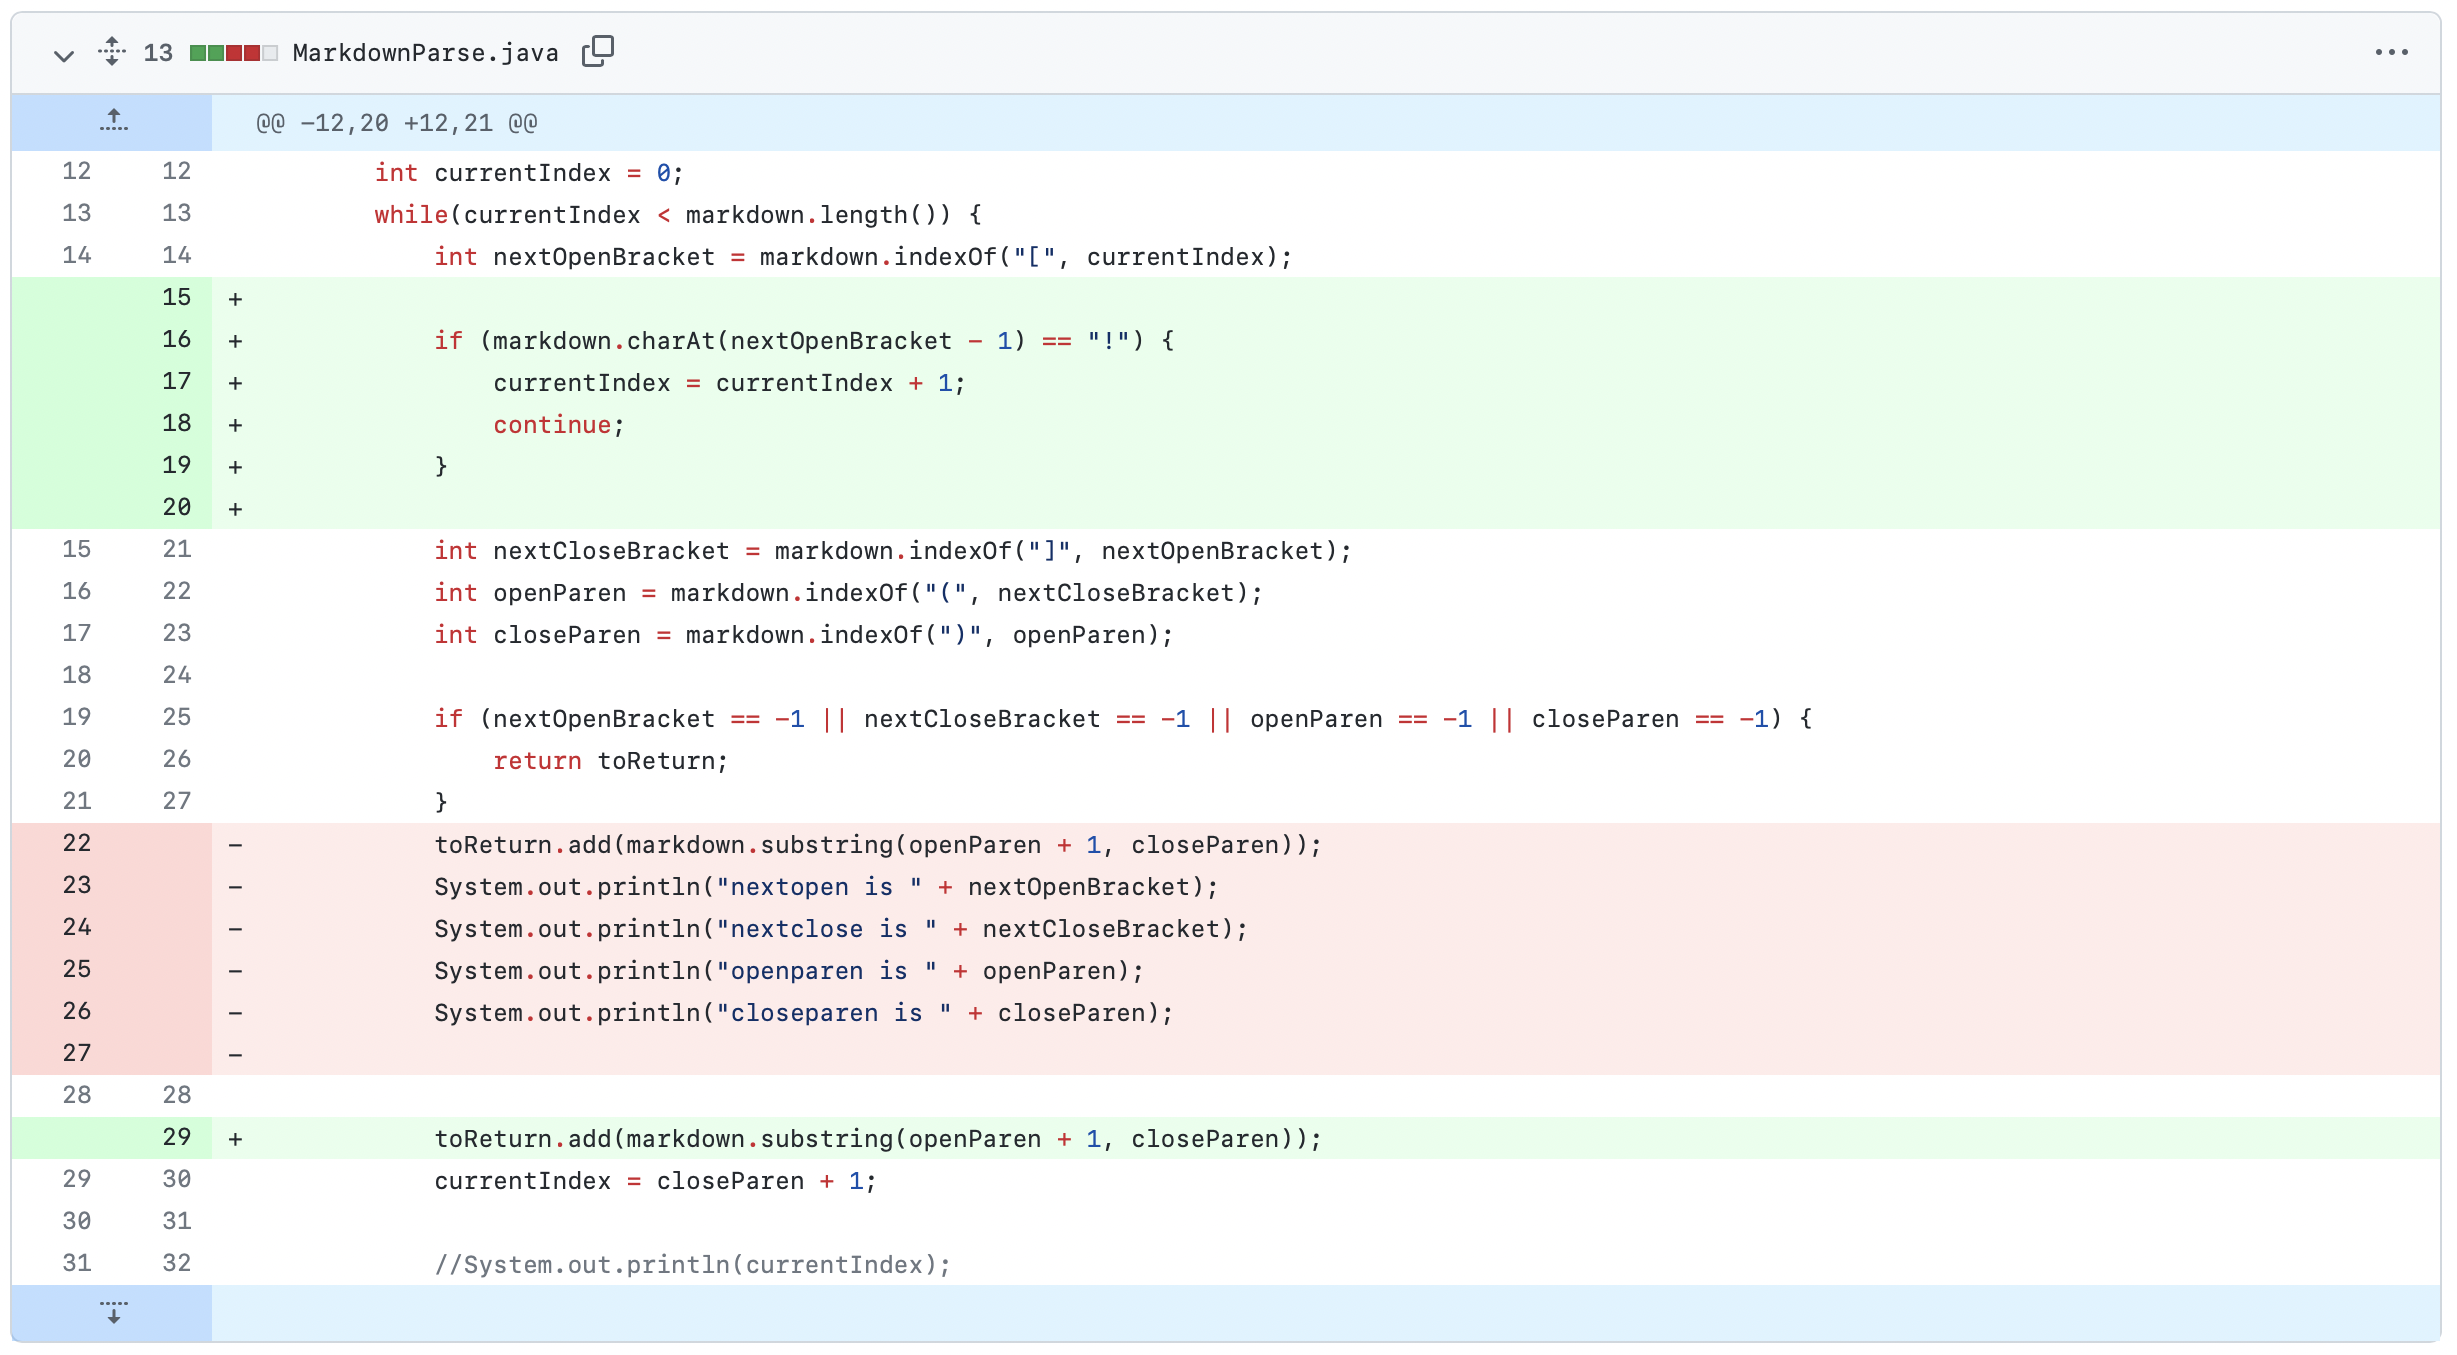 13 MarkdownParse.java
@@ -12,20 +12,21 @@
12 12 int currentIndex = 0;
13 13 while(currentIndex < markdown.length()) {
14 14 int nextOpenBracket = markdown.indexOf("[", currentIndex);
15 +
16 + if (markdown.charAt(nextOpenBracket - 1) == "!") {
17 + currentIndex = currentIndex + 1;
18 + continue;
19 + }
20 +
15 21 int nextCloseBracket = markdown.indexOf("]", nextOpenBracket);
16 22 int openParen = markdown.indexOf("(", nextCloseBracket);
17 23 int closeParen = markdown.indexOf(")", openParen);
18 24
19 25 if (nextOpenBracket == -1 || nextCloseBracket == -1 || openParen == -1 || closeParen == -1) {
20 26 return toReturn;
21 27 }
22 - toReturn.add(markdown.substring(openParen + 1, closeParen));
23 - System.out.println("nextopen is " + nextOpenBracket);
24 - System.out.println("nextclose is " + nextCloseBracket);
25 - System.out.println("openparen is " + openParen);
26 - System.out.println("closeparen is " + closeParen);
27 -
28 28
29 + toReturn.add(markdown.substring(openParen + 1, closeParen));
29 30 currentIndex = closeParen + 1;
30 31
31 32 //System.out.println(currentIndex);